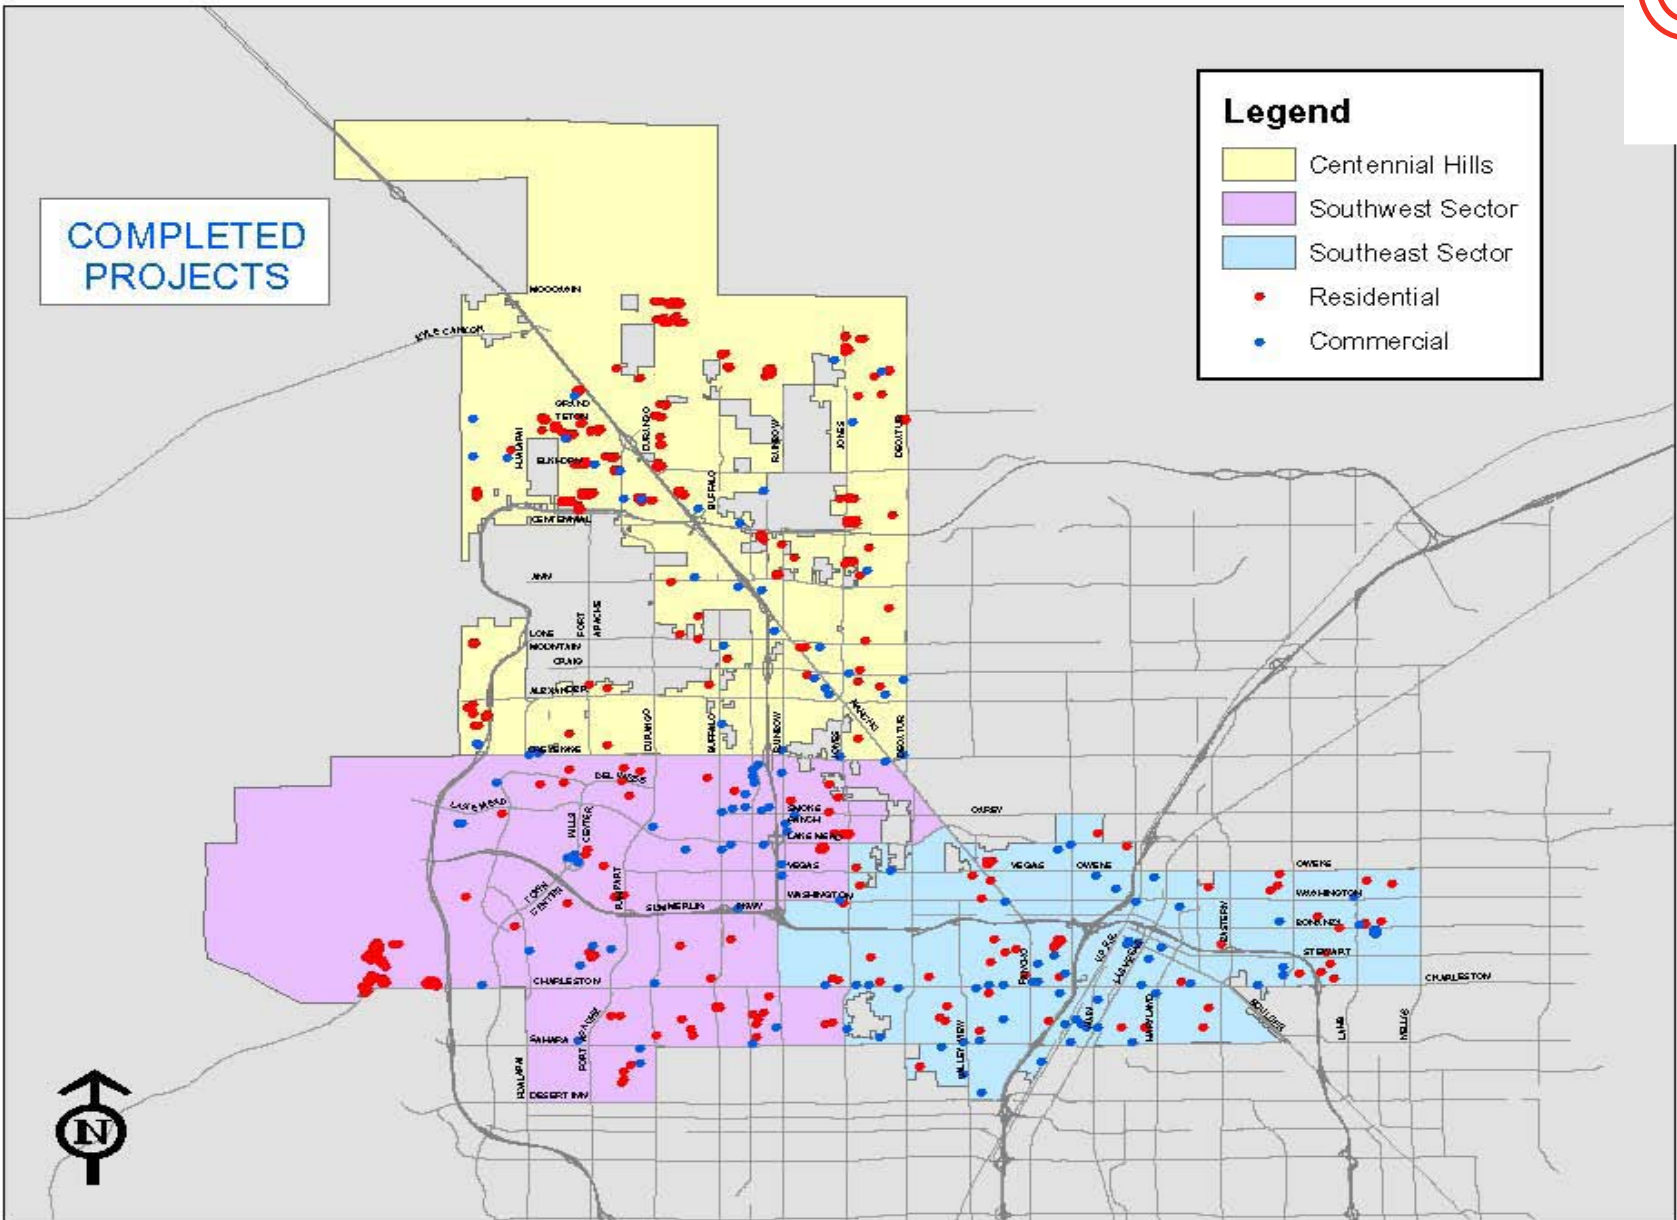 Legend
Centennial Hills
Southwest Sector
Southeast Sector
Residential
Commercial
COMPLETED
PROJECTS
MOCCASIN
KYLE CANYON
GRAND
TETON
HUALAPAI
ELKHORN
DURANGO
BUFFALO
RAINBOW
JONES
DECATUR
CENTENNIAL
ANN
FORT
APACHE
LONE
MOUNTAIN
CRAIG
ALEXANDER
DURANGO
BUFFALO
RAINBOW
JONES
RANCHO
DECATUR
CHEYENNE
LAKE MEAD
HILLS
CENTER
SMOKE
RANCH
LAKE MEAD
VEGAS
WASHINGTON
TOWN
CENTER
RAMPART
SUMMERLIN
PKWY
CAREY
VEGAS
OWENS
OWENS
WASHINGTON
BONANZA
EASTERN
STEWART
CHARLESTON
RANCHO
CHARLESTON
FORT APACHE
SAHARA
HUALAPAI
DESERT INN
VALLEY VIEW
MAIN
MARYLAND
BOULDER
LAMB
NELLIS
N